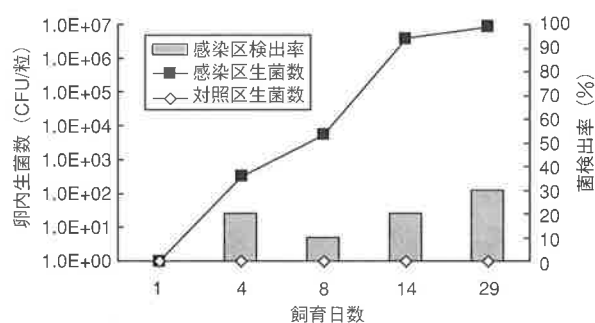 卵内生菌数（CFU/粒）
1.0E+07
1.0E+06
1.0E+05
1.0E+04
1.0E+03
1.0E+02
1.0E+01
1.0E+00
感染区検出率
感染区生菌数
対照区生菌数
100
90
80
70
60
50
40
30
20
10
0
菌検出率（%）
1 4 8 14 29
飼育日数